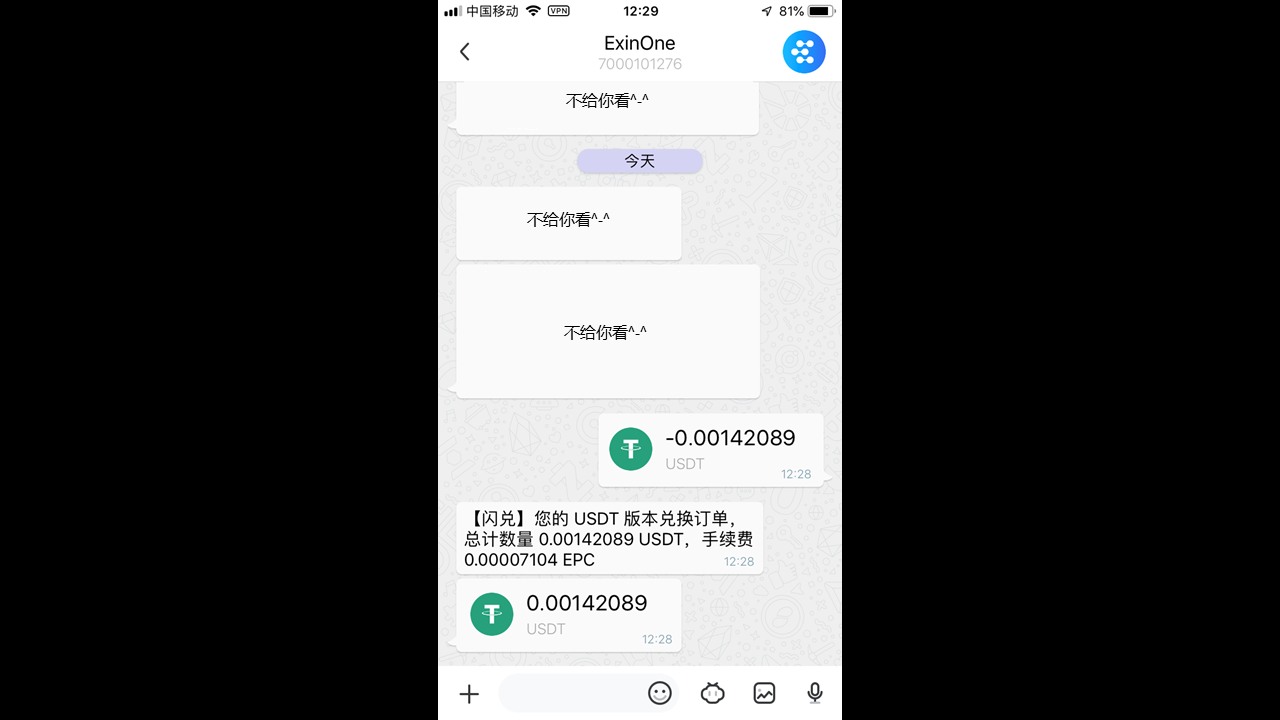 中国移动 VPN 12:29 81%
ExinOne
7000101276
不给你看^-^
今天
不给你看^-^
不给你看^-^
-0.00142089
USDT
12:28
【闪兑】您的 USDT 版本兑换订单，
总计数量 0.00142089 USDT，手续费
0.00007104 EPC
12:28
0.00142089
USDT
12:28